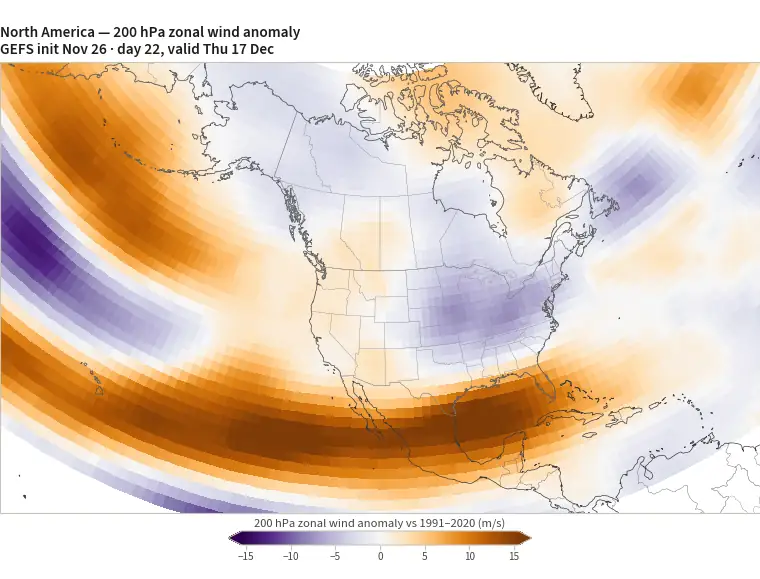 North America — 200 hPa zonal wind anomaly
GEFS init Nov 26 · day 22, valid Thu 17 Dec
200 hPa zonal wind anomaly vs 1991–2020 (m/s)
−15 −10 −5 0 5 10 15